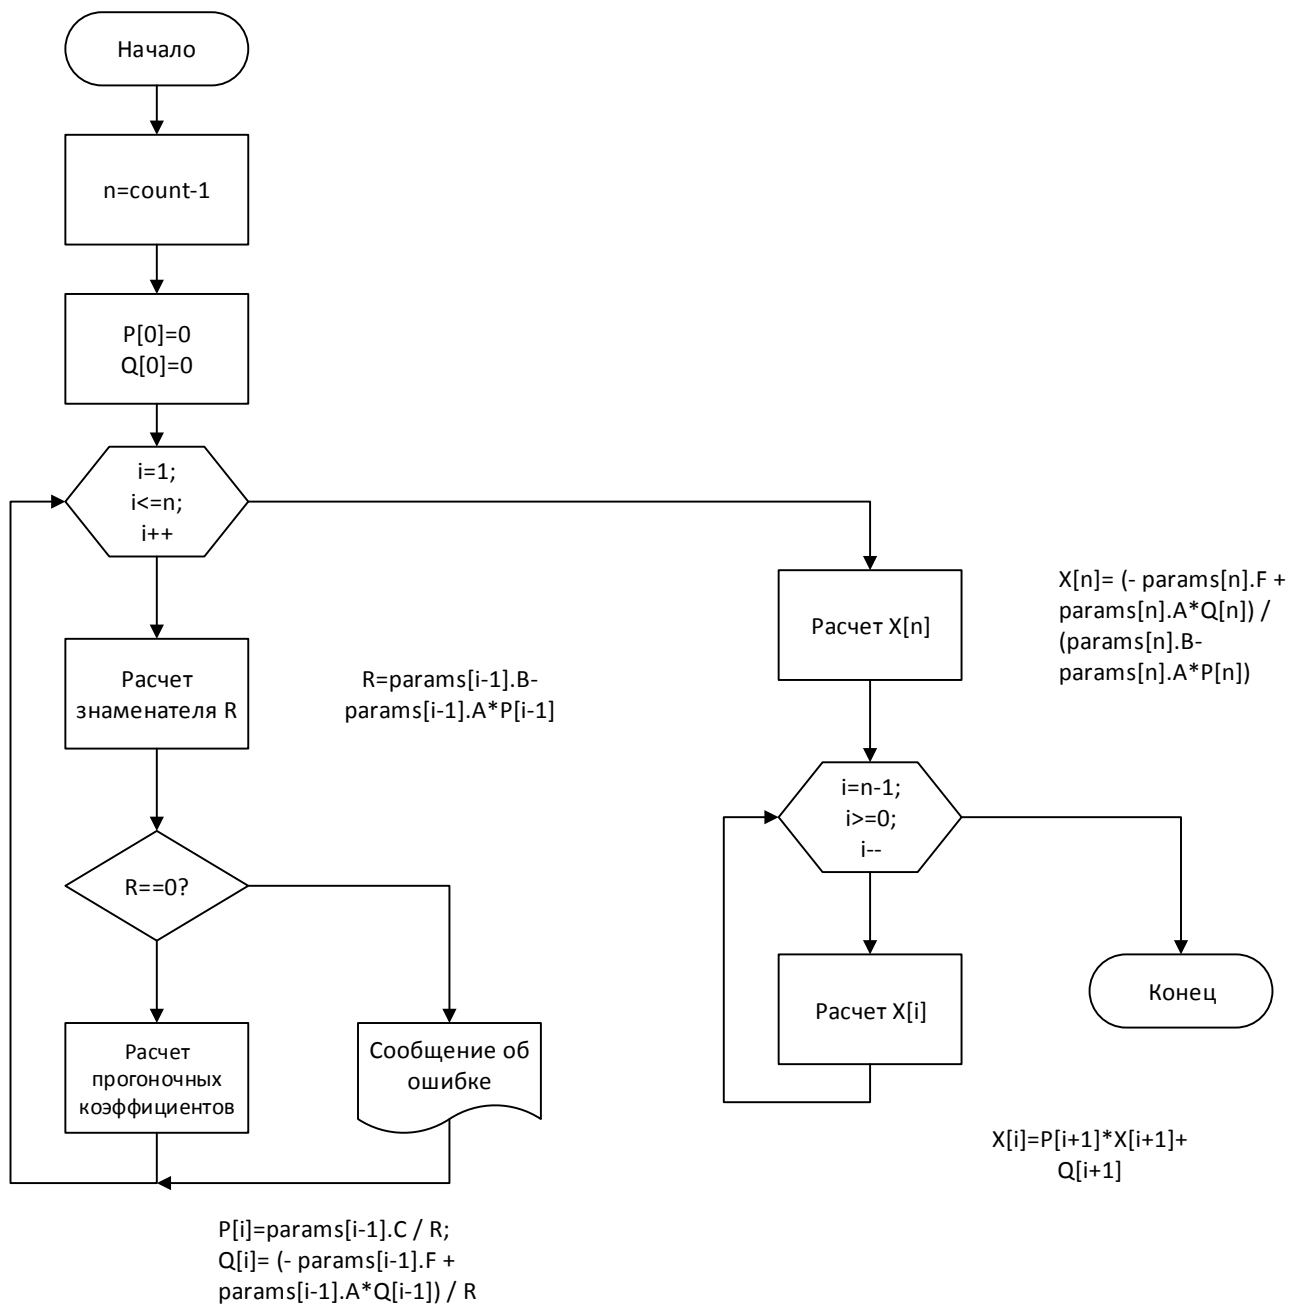 Начало
n=count-1
P[0]=0
Q[0]=0
i=1;
i<=n;
i++
Расчет
знаменателя R
R=params[i-1].B-
params[i-1].A*P[i-1]
R==0?
Расчет
прогоночных
коэффициентов
Сообщение об
ошибке
P[i]=params[i-1].C / R;
Q[i]= (- params[i-1].F +
params[i-1].A*Q[i-1]) / R
Расчет X[n]
X[n]= (- params[n].F +
params[n].A*Q[n]) /
(params[n].B-
params[n].A*P[n])
i=n-1;
i>=0;
i--
Расчет X[i]
X[i]=P[i+1]*X[i+1]+
Q[i+1]
Конец